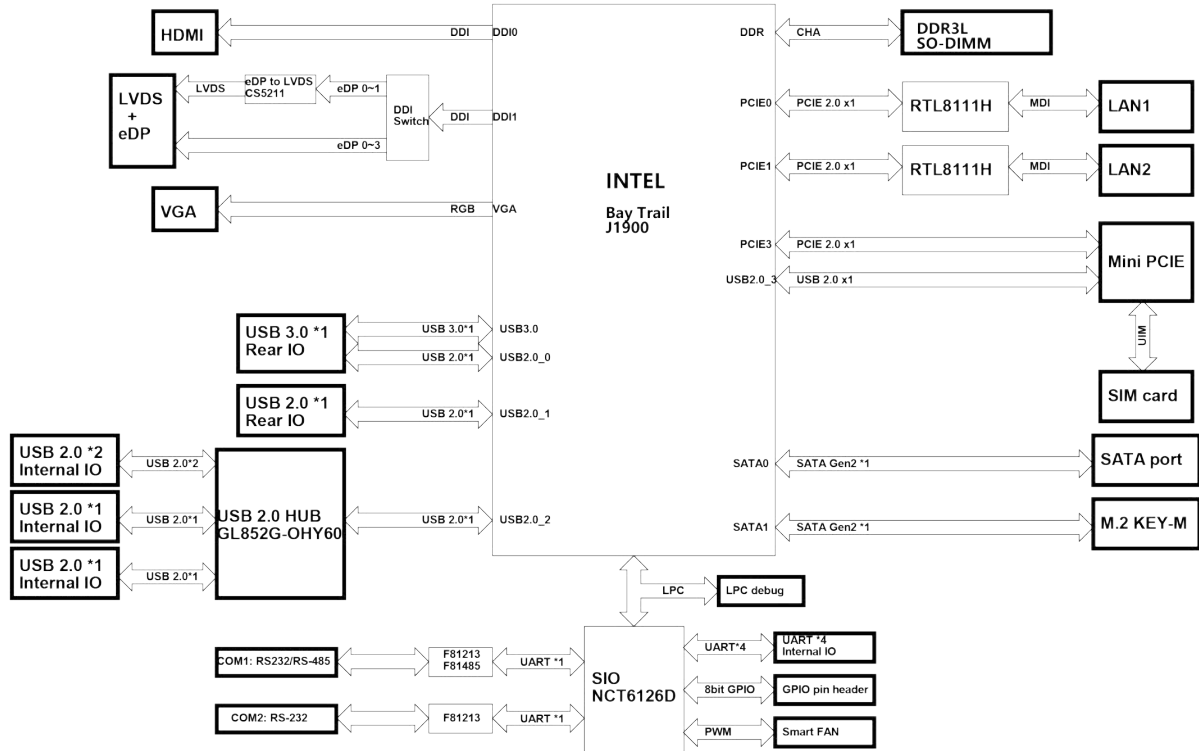 HDMI
DDI
DDI0
LVDS
+
eDP
LVDS
eDP to LVDS
CS5211
eDP 0~1
DDI
Switch
DDI
DDI1
eDP 0~3
VGA
RGB
VGA
INTEL
Bay Trail
J1900
DDR
CHA
DDR3L
SO-DIMM
PCIE0
PCIE 2.0 x1
RTL8111H
MDI
LAN1
PCIE1
PCIE 2.0 x1
RTL8111H
MDI
LAN2
PCIE3
PCIE 2.0 x1
USB2.0_3
USB 2.0 x1
Mini PCIE
UIM
SIM card
USB 3.0 *1
Rear IO
USB 3.0*1
USB3.0
USB 2.0*1
USB2.0_0
USB 2.0 *1
Rear IO
USB 2.0*1
USB2.0_1
USB 2.0 *2
Internal IO
USB 2.0*2
USB 2.0 *1
Internal IO
USB 2.0*1
USB 2.0 *1
Internal IO
USB 2.0*1
USB 2.0 HUB
GL852G-OHY60
USB 2.0*1
USB2.0_2
SATA0
SATA Gen2 *1
SATA port
SATA1
SATA Gen2 *1
M.2 KEY-M
LPC
LPC debug
COM1: RS232/RS-485
F81213
F81485
UART *1
COM2: RS-232
F81213
UART *1
SIO
NCT6126D
UART*4
UART *4
Internal IO
8bit GPIO
GPIO pin header
PWM
Smart FAN